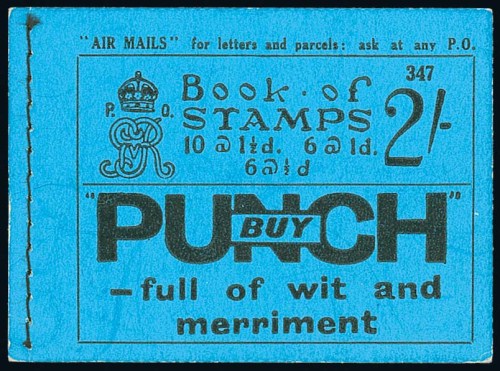 "AIR MAILS" for letters and parcels: ask at any P.O.
347
P. O.
GR
Book · of
STAMPS
2/-
10 @ 1½d. 6 @ 1d.
6 @ ½d
"PUNCH"
BUY
—full of wit and
merriment